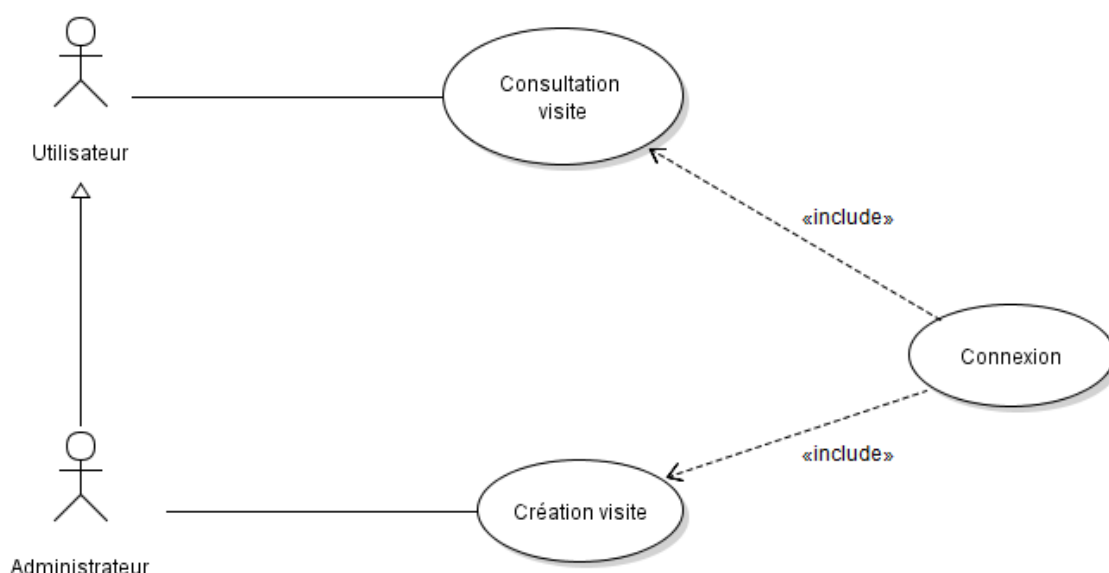 Consultation
visite
Utilisateur
«include»
Connexion
«include»
Création visite
Administrateur